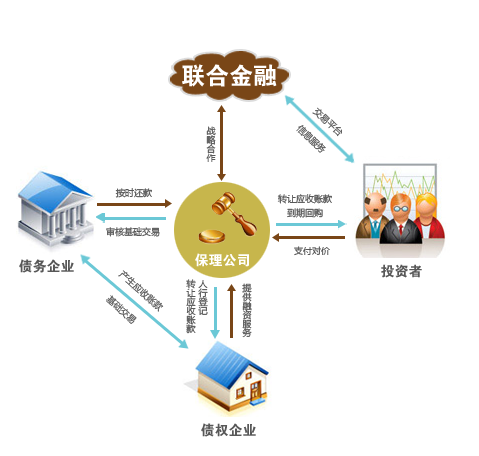 联合金融
战略合作
交易平台
信息服务
按时还款
审核基础交易
转让应收账款
到期回购
支付对价
保理公司
债务企业
投资者
产生应收账款
基础交易
人行登记
转让应收账款
提供融资服务
债权企业